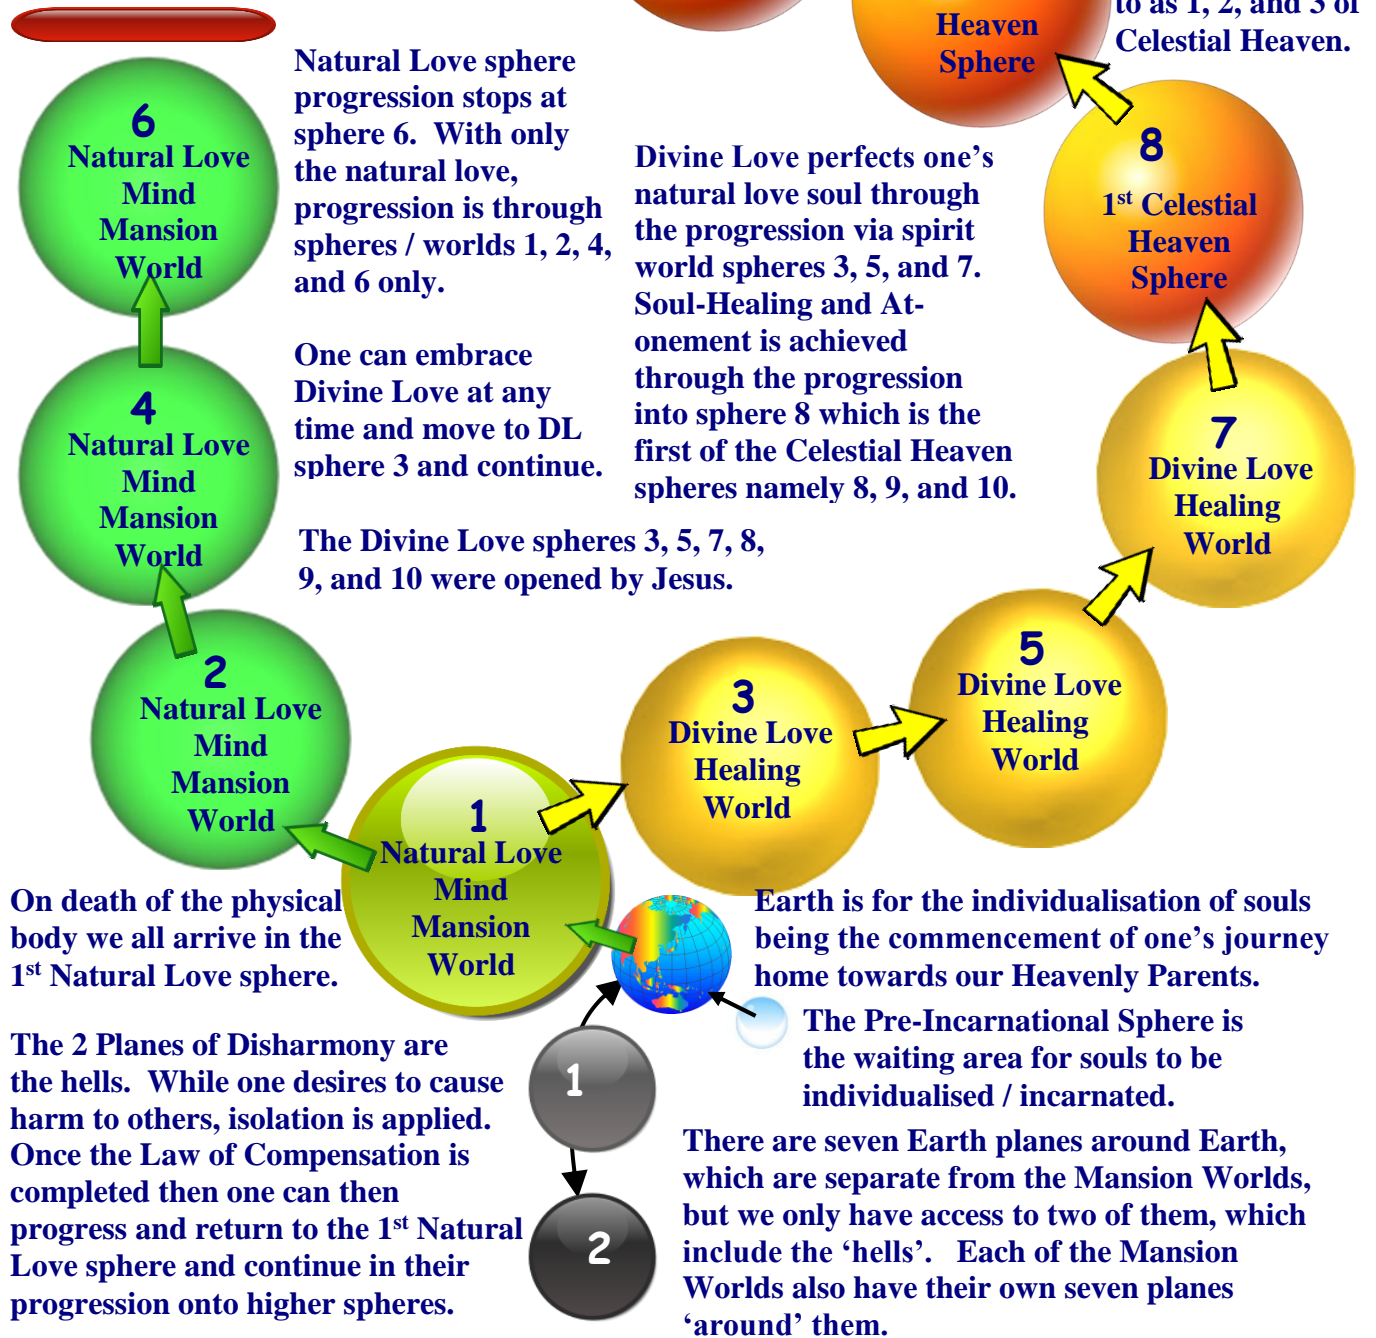 to as 1, 2, and 3 of
Celestial Heaven.
Heaven
Sphere
Natural Love sphere
progression stops at
sphere 6.  With only
the natural love,
progression is through
spheres / worlds 1, 2, 4,
and 6 only.
One can embrace
Divine Love at any
time and move to DL
sphere 3 and continue.
Divine Love perfects one’s
natural love soul through
the progression via spirit
world spheres 3, 5, and 7.
Soul-Healing and At-
onement is achieved
through the progression
into sphere 8 which is the
first of the Celestial Heaven
spheres namely 8, 9, and 10.
6
Natural Love
Mind
Mansion
World
8
1st Celestial
Heaven
Sphere
4
Natural Love
Mind
Mansion
World
7
Divine Love
Healing
World
The Divine Love spheres 3, 5, 7, 8,
9, and 10 were opened by Jesus.
2
Natural Love
Mind
Mansion
World
3
Divine Love
Healing
World
5
Divine Love
Healing
World
1
Natural Love
Mind
Mansion
World
On death of the physical
body we all arrive in the
1st Natural Love sphere.
Earth is for the individualisation of souls
being the commencement of one’s journey
home towards our Heavenly Parents.
The Pre-Incarnational Sphere is
the waiting area for souls to be
individualised / incarnated.
The 2 Planes of Disharmony are
the hells.  While one desires to cause
harm to others, isolation is applied.
Once the Law of Compensation is
completed then one can then
progress and return to the 1st Natural
Love sphere and continue in their
progression onto higher spheres.
1
2
There are seven Earth planes around Earth,
which are separate from the Mansion Worlds,
but we only have access to two of them, which
include the ‘hells’.   Each of the Mansion
Worlds also have their own seven planes
‘around’ them.